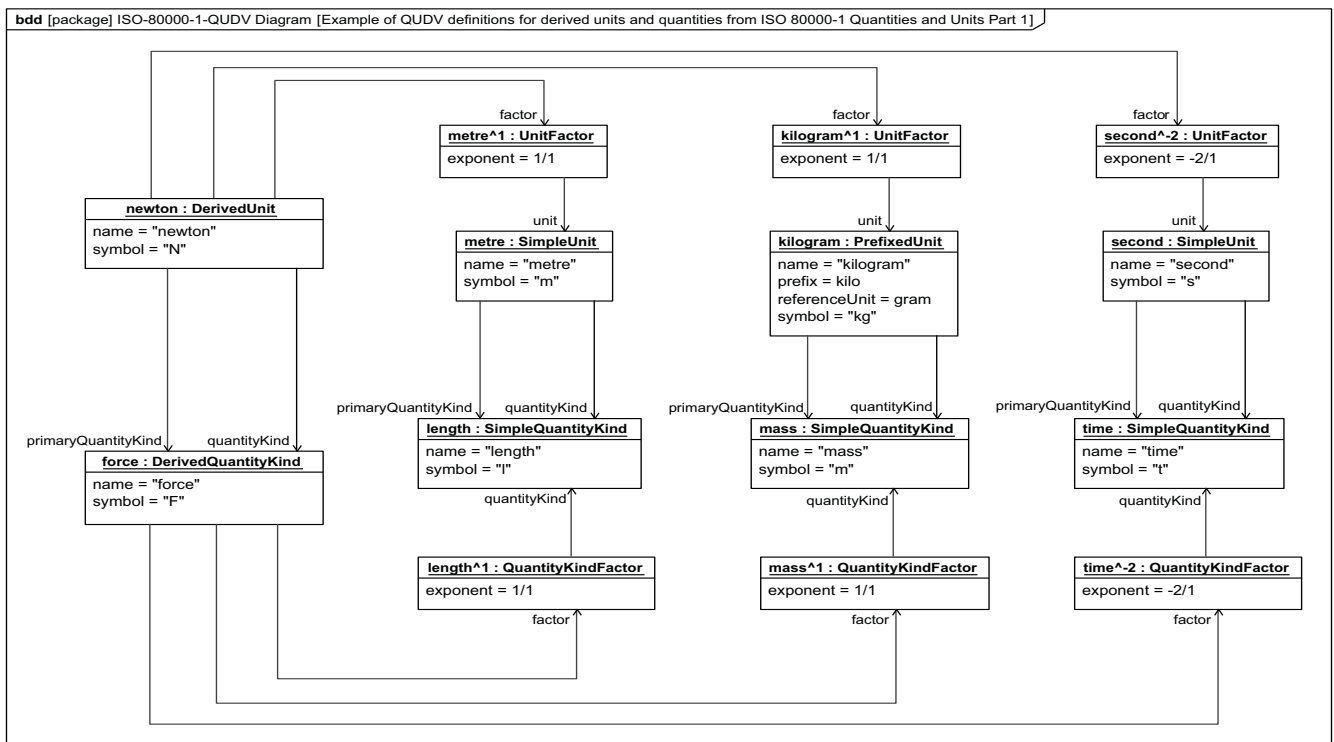 bdd [package] ISO-80000-1-QUDV Diagram [Example of QUDV definitions for derived units and quantities from ISO 80000-1 Quantities and Units Part 1]
factor
factor
factor
metre^1 : UnitFactor
exponent = 1/1
kilogram^1 : UnitFactor
exponent = 1/1
second^-2 : UnitFactor
exponent = -2/1
newton : DerivedUnit
name = "newton"
symbol = "N"
unit
unit
unit
metre : SimpleUnit
name = "metre"
symbol = "m"
kilogram : PrefixedUnit
name = "kilogram"
prefix = kilo
referenceUnit = gram
symbol = "kg"
second : SimpleUnit
name = "second"
symbol = "s"
primaryQuantityKind
quantityKind
primaryQuantityKind
quantityKind
primaryQuantityKind
quantityKind
primaryQuantityKind
quantityKind
force : DerivedQuantityKind
name = "force"
symbol = "F"
length : SimpleQuantityKind
name = "length"
symbol = "l"
mass : SimpleQuantityKind
name = "mass"
symbol = "m"
time : SimpleQuantityKind
name = "time"
symbol = "t"
quantityKind
quantityKind
quantityKind
length^1 : QuantityKindFactor
exponent = 1/1
mass^1 : QuantityKindFactor
exponent = 1/1
time^-2 : QuantityKindFactor
exponent = -2/1
factor
factor
factor